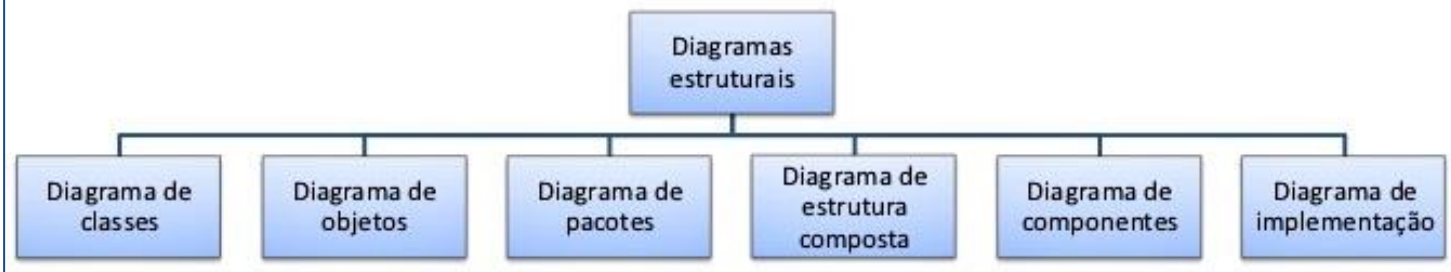 Diagramas
estruturais
Diagrama de
classes
Diagrama de
objetos
Diagrama de
pacotes
Diagrama de
estrutura
composta
Diagrama de
componentes
Diagrama de
implementação